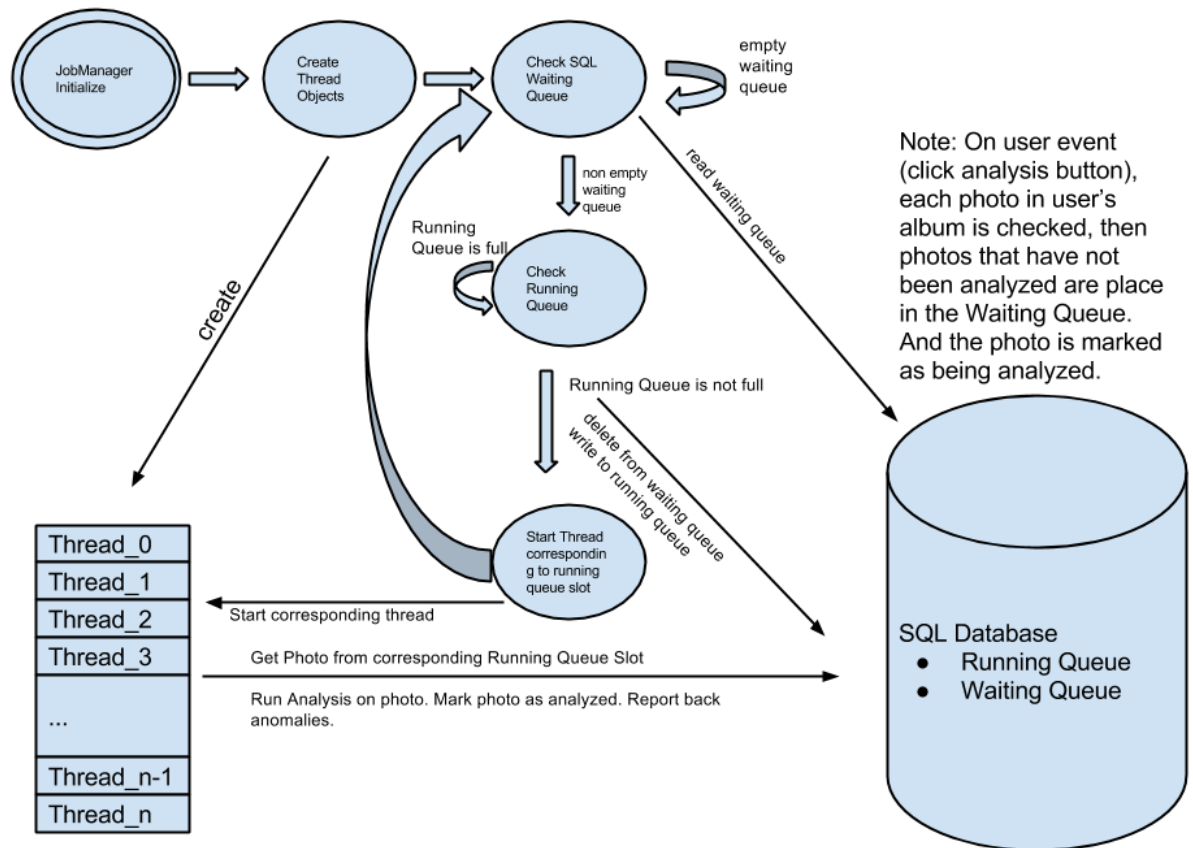 JobManager
Initialize
Create
Thread
Objects
Check SQL
Waiting
Queue
empty
waiting
queue
non empty
waiting
queue
read waiting queue
Note: On user event
(click analysis button),
each photo in user's
album is checked, then
photos that have not
been analyzed are place
in the Waiting Queue.
And the photo is marked
as being analyzed.
Running
Queue is full
Check
Running
Queue
create
Running Queue is not full
delete from waiting queue
write to running queue
Start Thread
correspondin
g to running
queue slot
Start corresponding thread
Thread_0
Thread_1
Thread_2
Thread_3
...
Thread_n-1
Thread_n
Get Photo from corresponding Running Queue Slot
Run Analysis on photo. Mark photo as analyzed. Report back
anomalies.
SQL Database
● Running Queue
● Waiting Queue